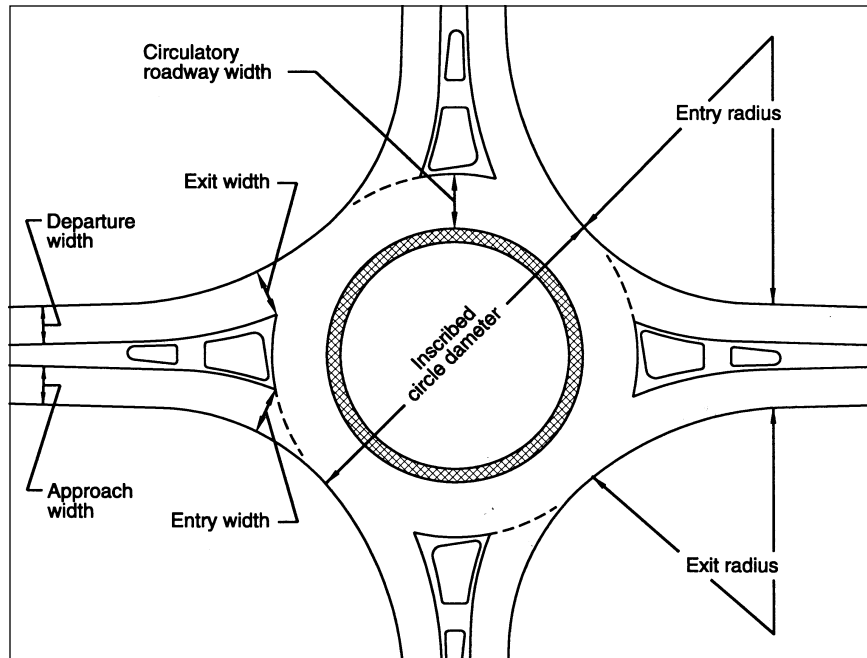 Circulatory
roadway width
Entry radius
Exit width
Departure
width
Inscribed
circle dameter
Approach
width
Entry width
Exit radius